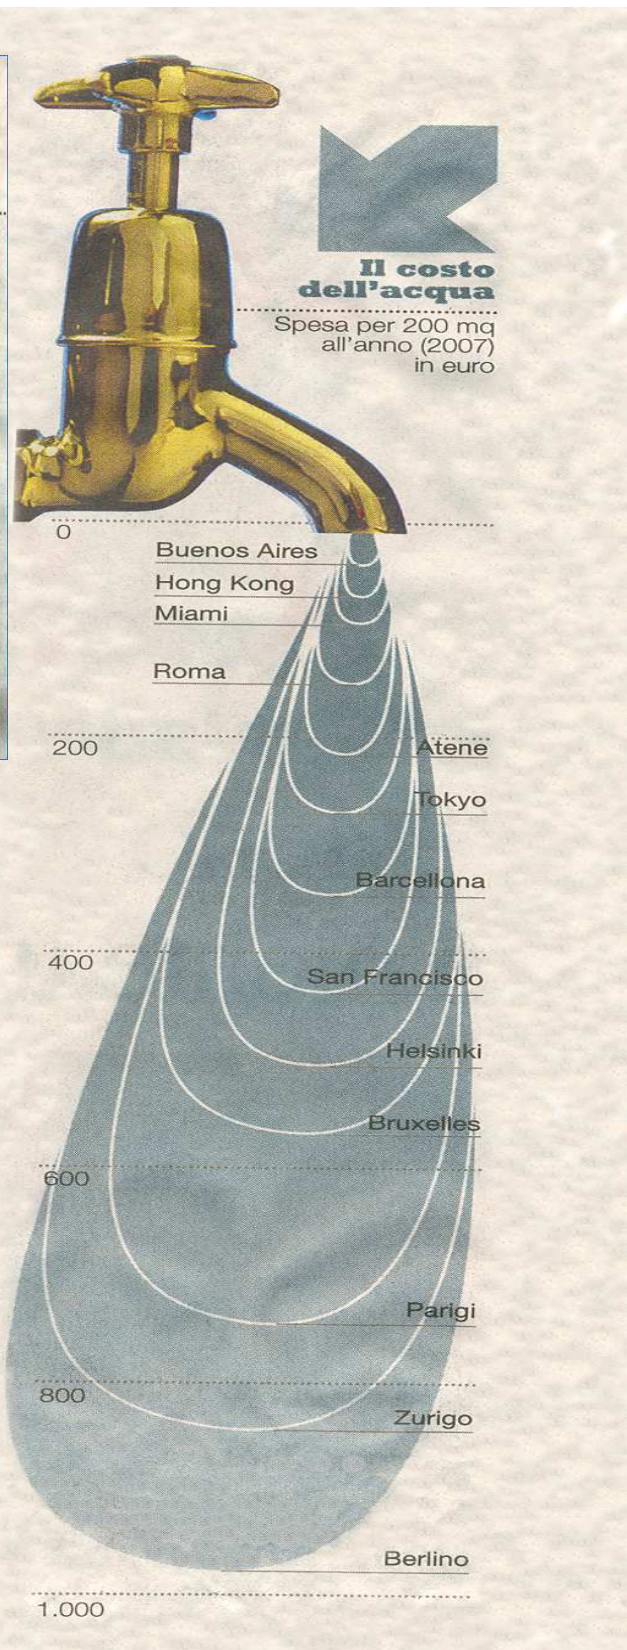 Il costo
dell'acqua
Spesa per 200 mq
all'anno (2007)
in euro
0
Buenos Aires
Hong Kong
Miami
Roma
200
Atene
Tokyo
Barcellona
400
San Francisco
Helsinki
Bruxelles
600
Parigi
800
Zurigo
Berlino
1.000